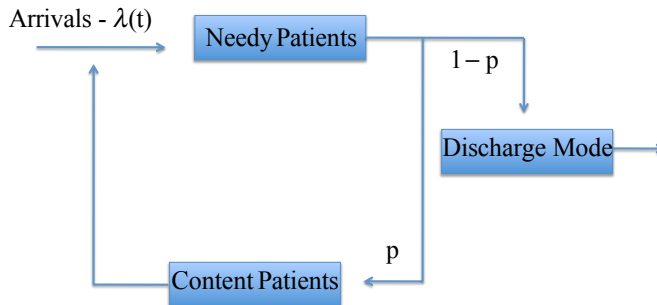 Arrivals - λ(t)
Needy Patients
1 – p
Discharge Mode
p
Content Patients